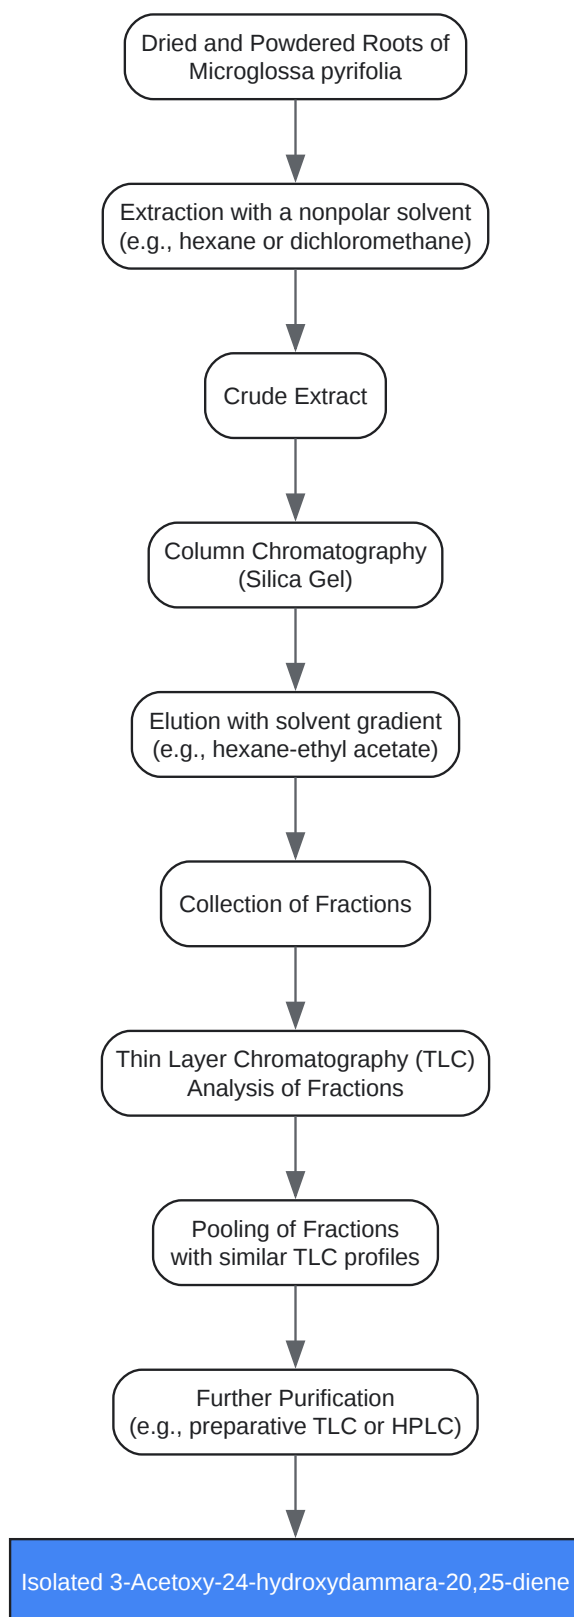 Dried and Powdered Roots of
Microglossa pyrifolia
Extraction with a nonpolar solvent
(e.g., hexane or dichloromethane)
Crude Extract
Column Chromatography
(Silica Gel)
Elution with solvent gradient
(e.g., hexane-ethyl acetate)
Collection of Fractions
Thin Layer Chromatography (TLC)
Analysis of Fractions
Pooling of Fractions
with similar TLC profiles
Further Purification
(e.g., preparative TLC or HPLC)
Isolated 3-Acetoxy-24-hydroxydammara-20,25-diene